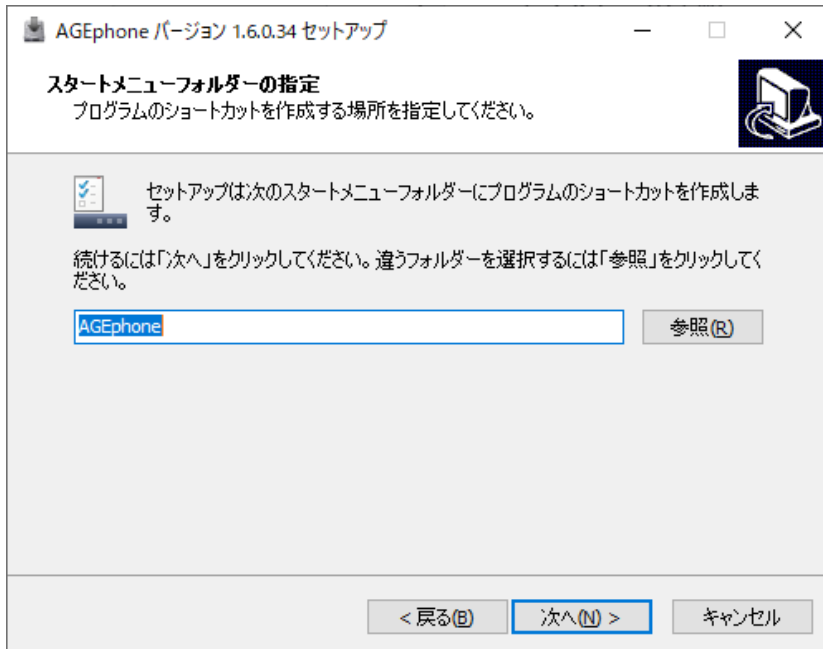 AGEphone バージョン 1.6.0.34 セットアップ
スタートメニューフォルダーの指定
プログラムのショートカットを作成する場所を指定してください。
セットアップは次のスタートメニューフォルダーにプログラムのショートカットを作成しま
す。
続けるには「次へ」をクリックしてください。違うフォルダーを選択するには「参照」をクリックしてく
ださい。
AGEphone
参照(R)
< 戻る(B)
次へ(N) >
キャンセル